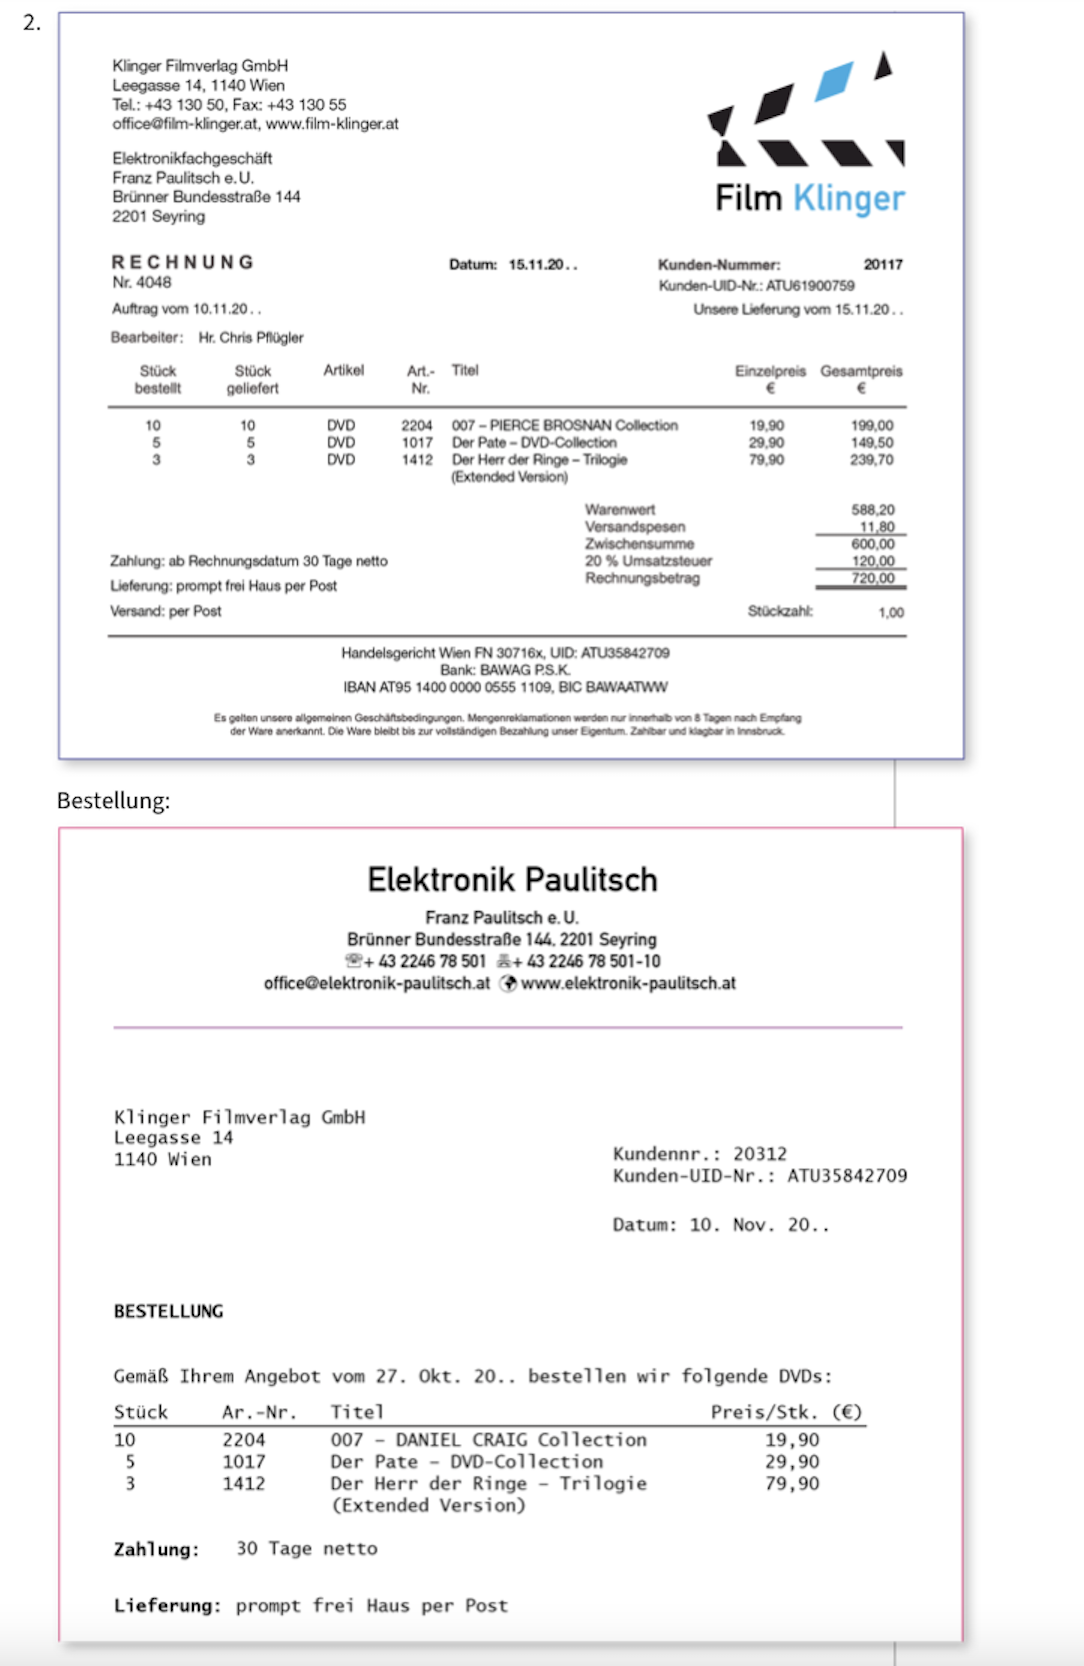 2.
Klinger Filmverlag GmbH
Leegasse 14, 1140 Wien
Tel.: +43 130 50, Fax: +43 130 55
office@film-klinger.at, www.film-klinger.at
Elektronikfachgeschäft
Franz Paulitsch e. U.
Brünner Bundesstraße 144
2201 Seyring
Film Klinger
RECHNUNG Datum: 15.11.20. . Kunden-Nummer: 20117
Nr. 4048 Kunden-UID-Nr.: ATU61900759
Auftrag vom 10.11.20. . Unsere Lieferung vom 15.11.20. .
Bearbeiter: Hr. Chris Pflügler
Stück Stück Artikel Art.- Titel Einzelpreis Gesamtpreis
bestellt geliefert Nr. € €
10 10 DVD 2204 007 – PIERCE BROSNAN Collection 19,90 199,00
5 5 DVD 1017 Der Pate – DVD-Collection 29,90 149,50
3 3 DVD 1412 Der Herr der Ringe – Trilogie 79,90 239,70
(Extended Version)
Warenwert 588,20
Versandspesen 11,80
Zwischensumme 600,00
Zahlung: ab Rechnungsdatum 30 Tage netto 20 % Umsatzsteuer 120,00
Lieferung: prompt frei Haus per Post Rechnungsbetrag 720,00
Versand: per Post Stückzahl: 1,00
Handelsgericht Wien FN 30716x, UID: ATU35842709
Bank: BAWAG P.S.K.
IBAN AT95 1400 0000 0555 1109, BIC BAWAATWW
Es gelten unsere allgemeinen Geschäftsbedingungen. Mengenreklamationen werden nur innerhalb von 8 Tagen nach Empfang
der Ware anerkannt. Die Ware bleibt bis zur vollständigen Bezahlung unser Eigentum. Zahlbar und klagbar in Innsbruck.
Bestellung:
Elektronik Paulitsch
Franz Paulitsch e. U.
Brünner Bundesstraße 144, 2201 Seyring
+ 43 2246 78 501 + 43 2246 78 501-10
office@elektronik-paulitsch.at www.elektronik-paulitsch.at
Klinger Filmverlag GmbH
Leegasse 14
1140 Wien
Kundennr.: 20312
Kunden-UID-Nr.: ATU35842709
Datum: 10. Nov. 20..
BESTELLUNG
Gemäß Ihrem Angebot vom 27. Okt. 20.. bestellen wir folgende DVDs:
Stück Ar.-Nr. Titel Preis/Stk. (€)
10 2204 007 – DANIEL CRAIG Collection 19,90
5 1017 Der Pate – DVD-Collection 29,90
3 1412 Der Herr der Ringe – Trilogie 79,90
(Extended Version)
Zahlung: 30 Tage netto
Lieferung: prompt frei Haus per Post